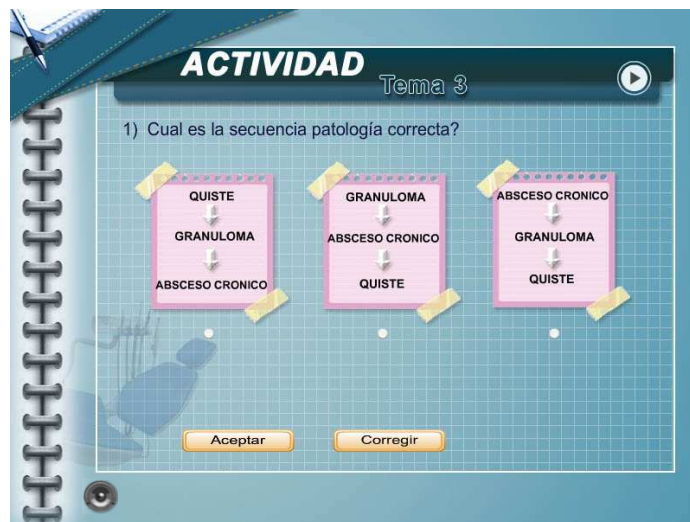 ACTIVIDAD
Tema 3
1) Cual es la secuencia patología correcta?
QUISTE
GRANULOMA
ABSCESO CRONICO
GRANULOMA
ABSCESO CRONICO
QUISTE
ABSCESO CRONICO
GRANULOMA
QUISTE
Aceptar
Corregir